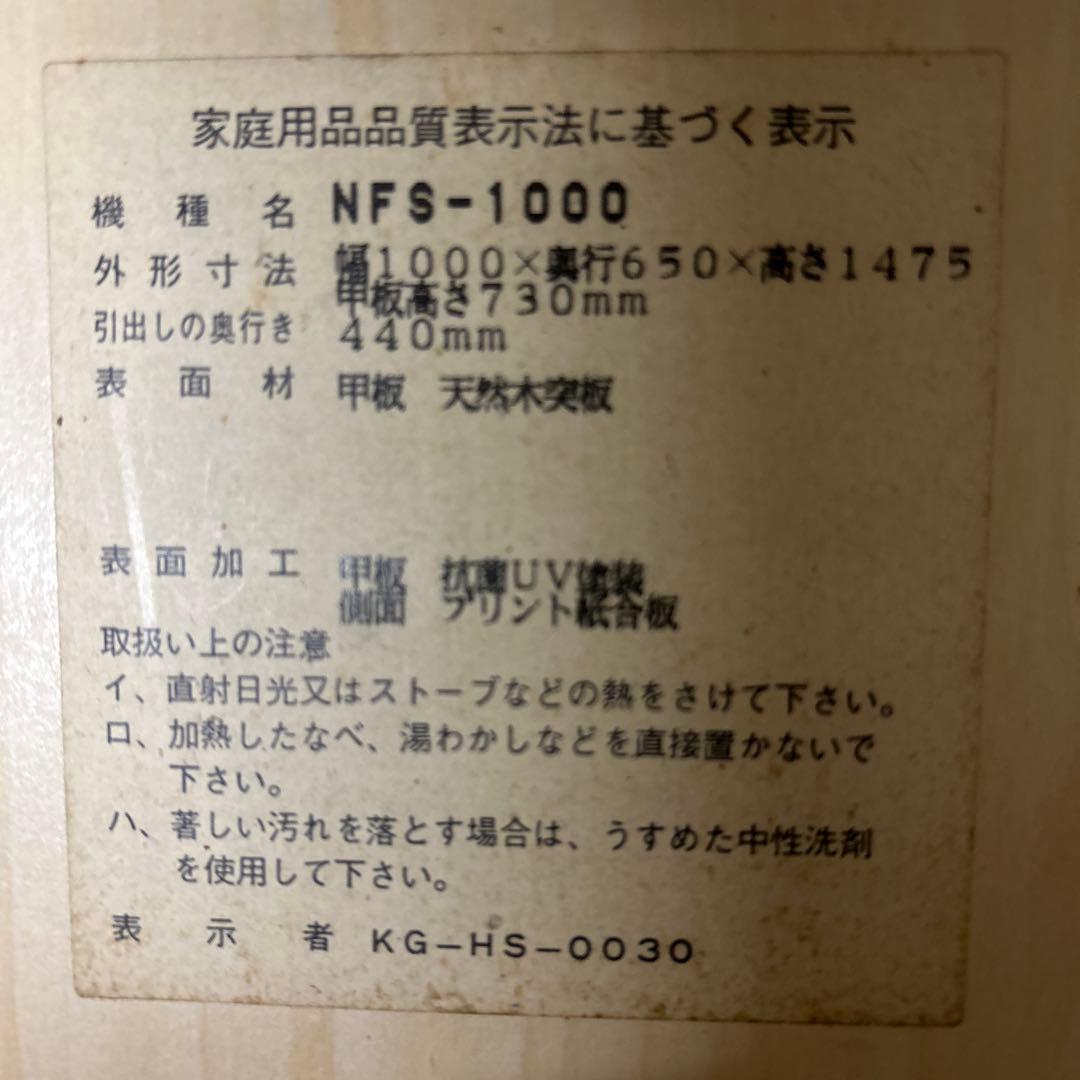 家庭用品品質表示法に基づく表示
機種名 NFS-1000
外形寸法 幅1000×奥行650×高さ1475
甲板高さ730mm
引出しの奥行き 440mm
表面材 甲板 天然木突板
表面加工 甲板 抗菌UV塗装
側面 プリント紙合板
取扱い上の注意
イ、直射日光又はストーブなどの熱をさけて下さい。
ロ、加熱したなべ、湯わかしなどを直接置かないで
下さい。
ハ、著しい汚れを落とす場合は、うすめた中性洗剤
を使用して下さい。
表示者 KG-HS-0030